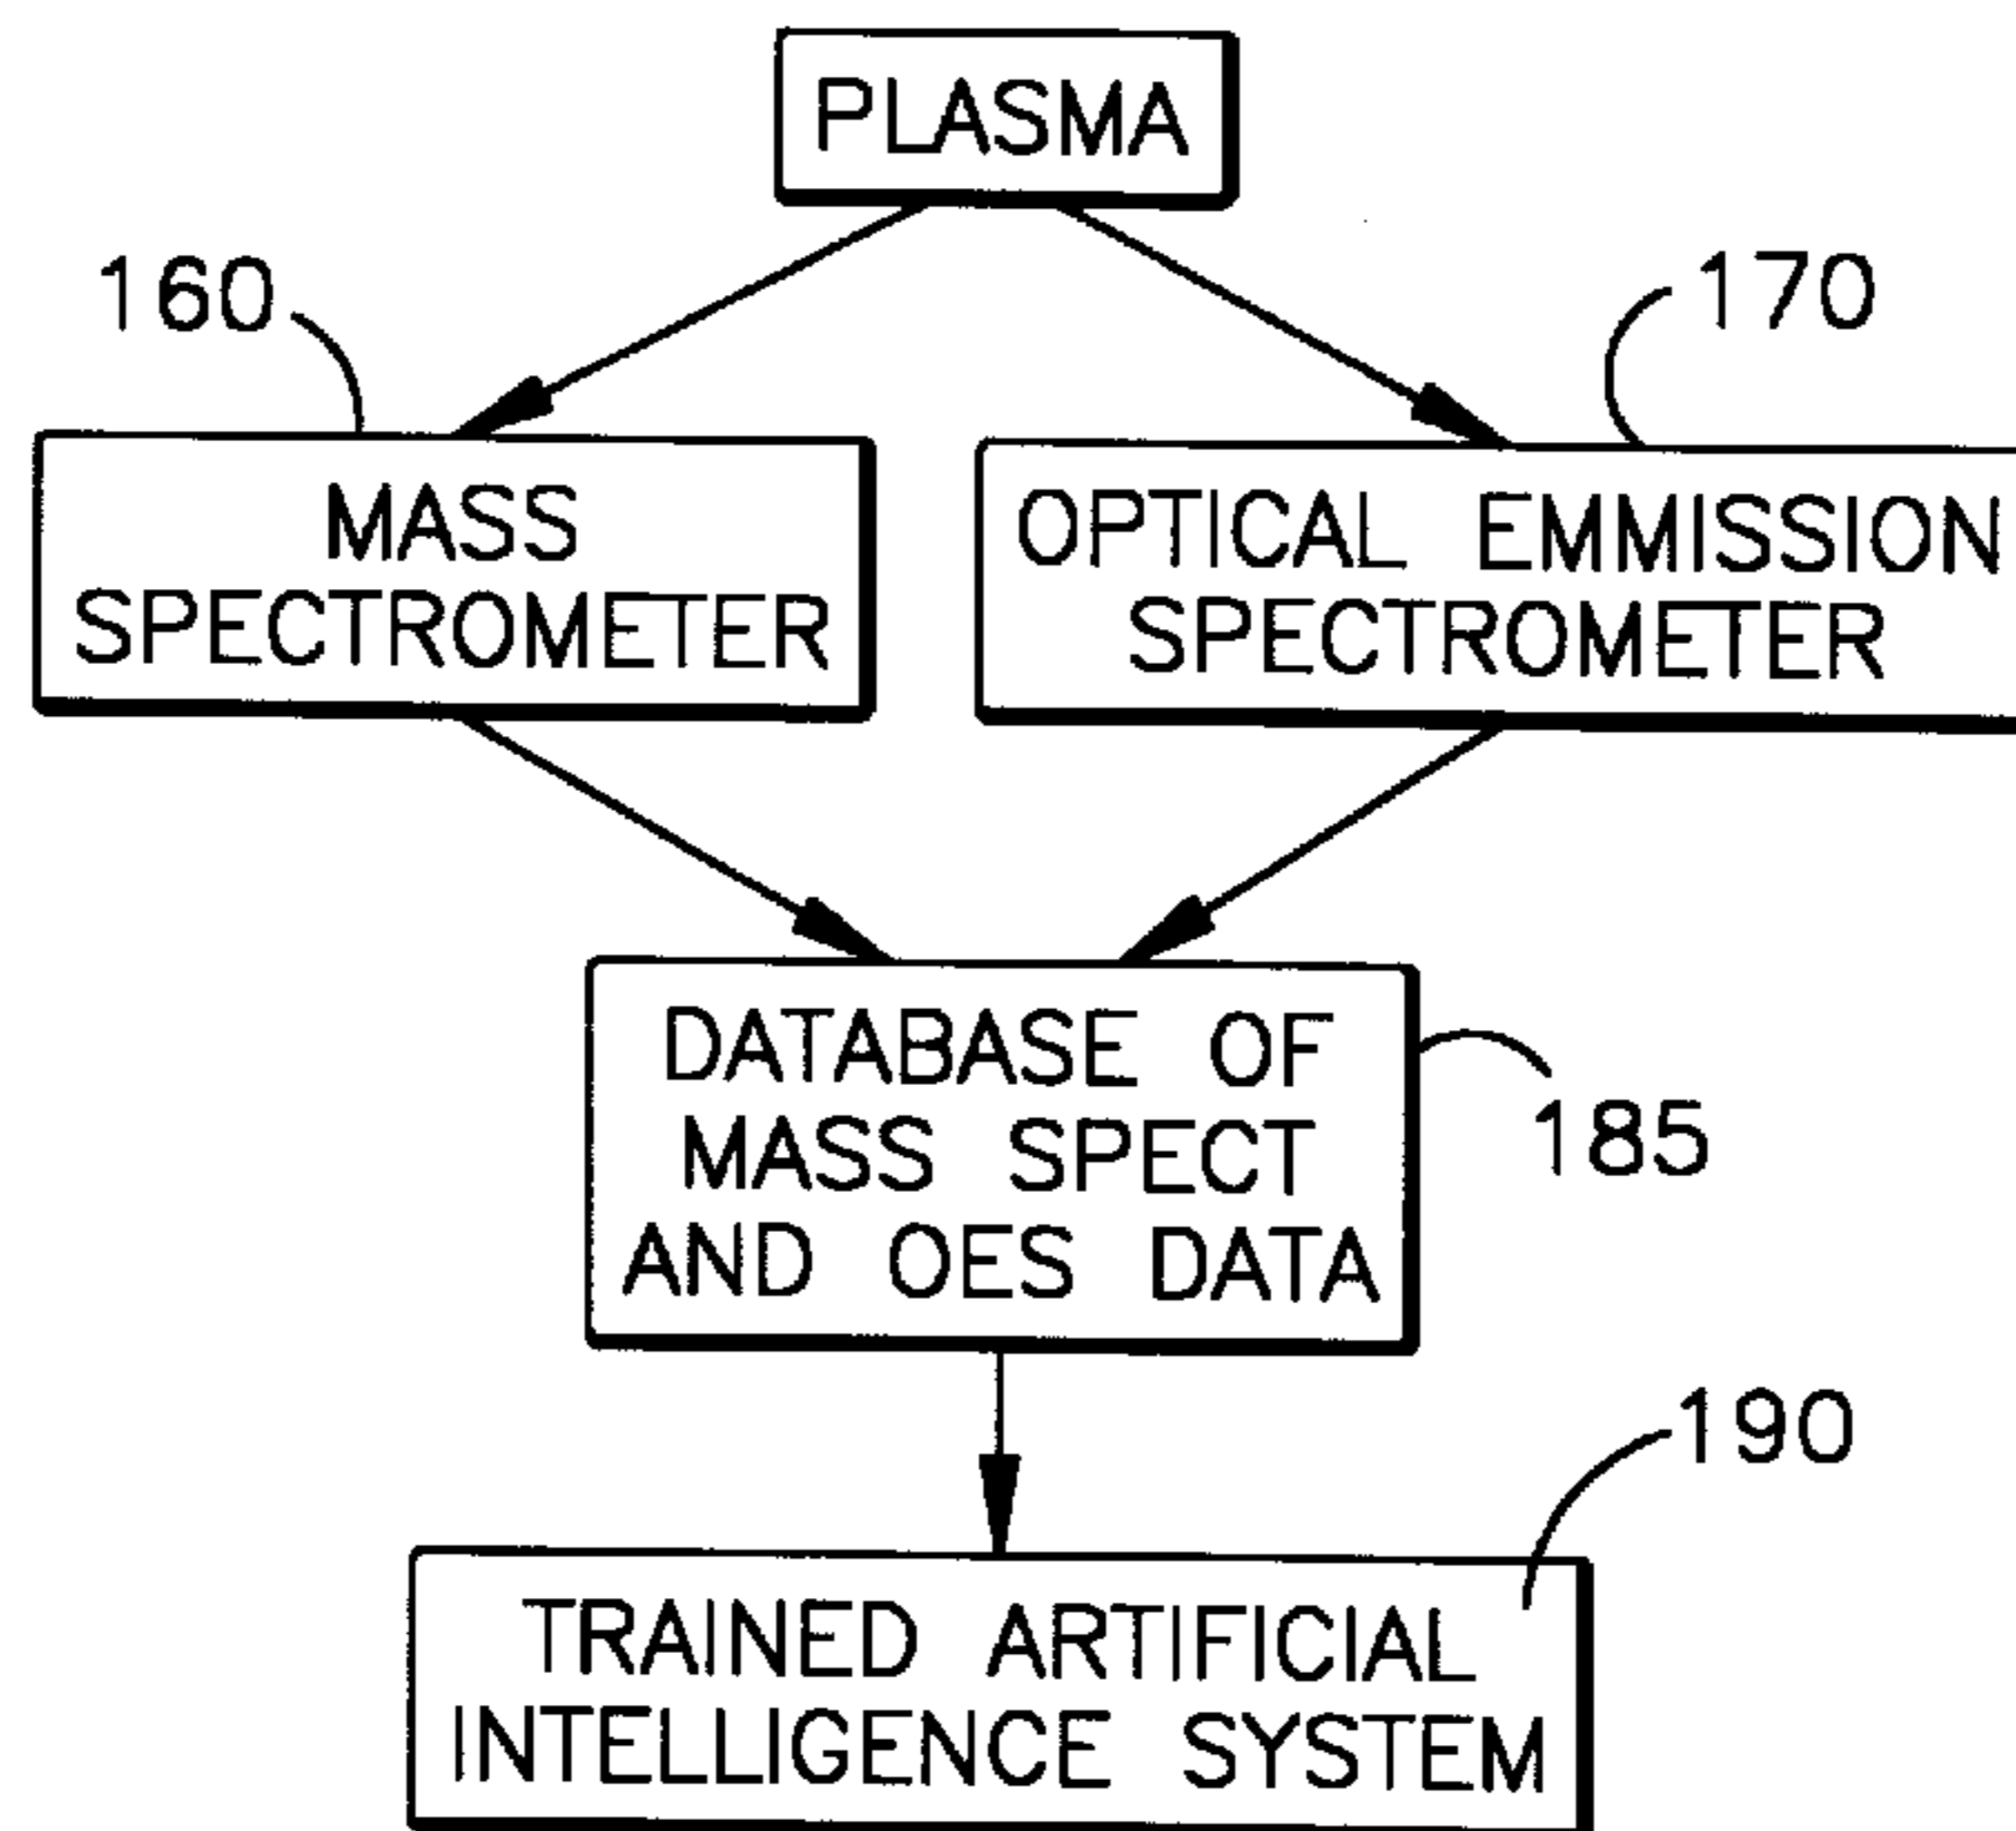 PLASMA
160
170
MASS
SPECTROMETER
OPTICAL EMMISSION
SPECTROMETER
DATABASE OF
MASS SPECT
AND OES DATA
185
190
TRAINED ARTIFICIAL
INTELLIGENCE SYSTEM